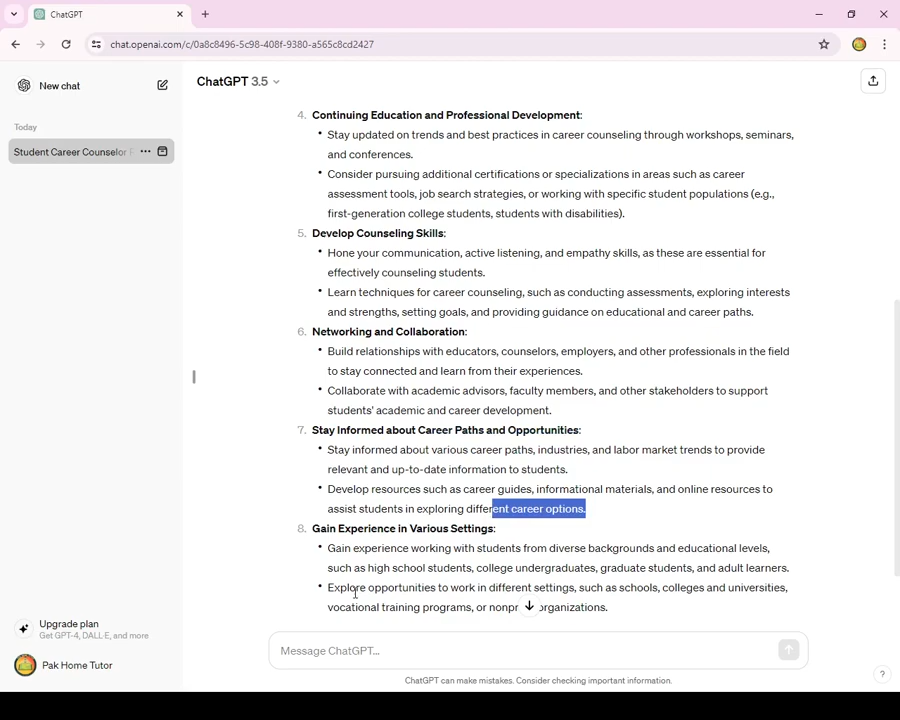 ChatGPT
chat.openai.com/c/0a8c8496-5c98-408f-9380-a565c8cd2427
New chat
ChatGPT 3.5
Today
Student Career Counselor
4. Continuing Education and Professional Development:
• Stay updated on trends and best practices in career counseling through workshops, seminars,
and conferences.
• Consider pursuing additional certifications or specializations in areas such as career
assessment tools, job search strategies, or working with specific student populations (e.g.,
first-generation college students, students with disabilities).
5. Develop Counseling Skills:
• Hone your communication, active listening, and empathy skills, as these are essential for
effectively counseling students.
• Learn techniques for career counseling, such as conducting assessments, exploring interests
and strengths, setting goals, and providing guidance on educational and career paths.
6. Networking and Collaboration:
• Build relationships with educators, counselors, employers, and other professionals in the field
to stay connected and learn from their experiences.
• Collaborate with academic advisors, faculty members, and other stakeholders to support
students' academic and career development.
7. Stay Informed about Career Paths and Opportunities:
• Stay informed about various career paths, industries, and labor market trends to provide
relevant and up-to-date information to students.
• Develop resources such as career guides, informational materials, and online resources to
assist students in exploring different career options.
8. Gain Experience in Various Settings:
• Gain experience working with students from diverse backgrounds and educational levels,
such as high school students, college undergraduates, graduate students, and adult learners.
• Explore opportunities to work in different settings, such as schools, colleges and universities,
vocational training programs, or nonpr organizations.
Upgrade plan
Get GPT-4, DALL·E, and more
Pak Home Tutor
Message ChatGPT...
ChatGPT can make mistakes. Consider checking important information.
?